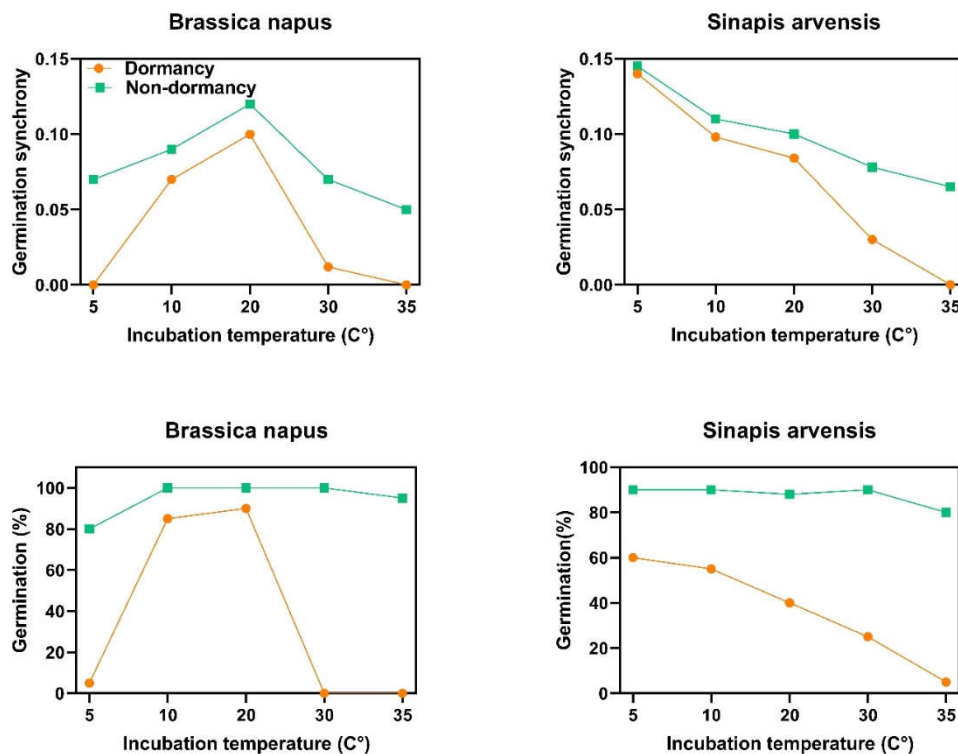 Brassica napus
0.15
0.10
0.05
0.00
Germination synchrony
Dormancy
Non-dormancy
5 10 20 30 35
Incubation temperature (C°)
Sinapis arvensis
0.15
0.10
0.05
0.00
Germination synchrony
5 10 20 30 35
Incubation temperature (C°)
Brassica napus
100
80
60
40
20
0
Germination (%)
5 10 20 30 35
Incubation temperature (C°)
Sinapis arvensis
100
80
60
40
20
0
Germination(%)
5 10 20 30 35
Incubation temperature (C°)